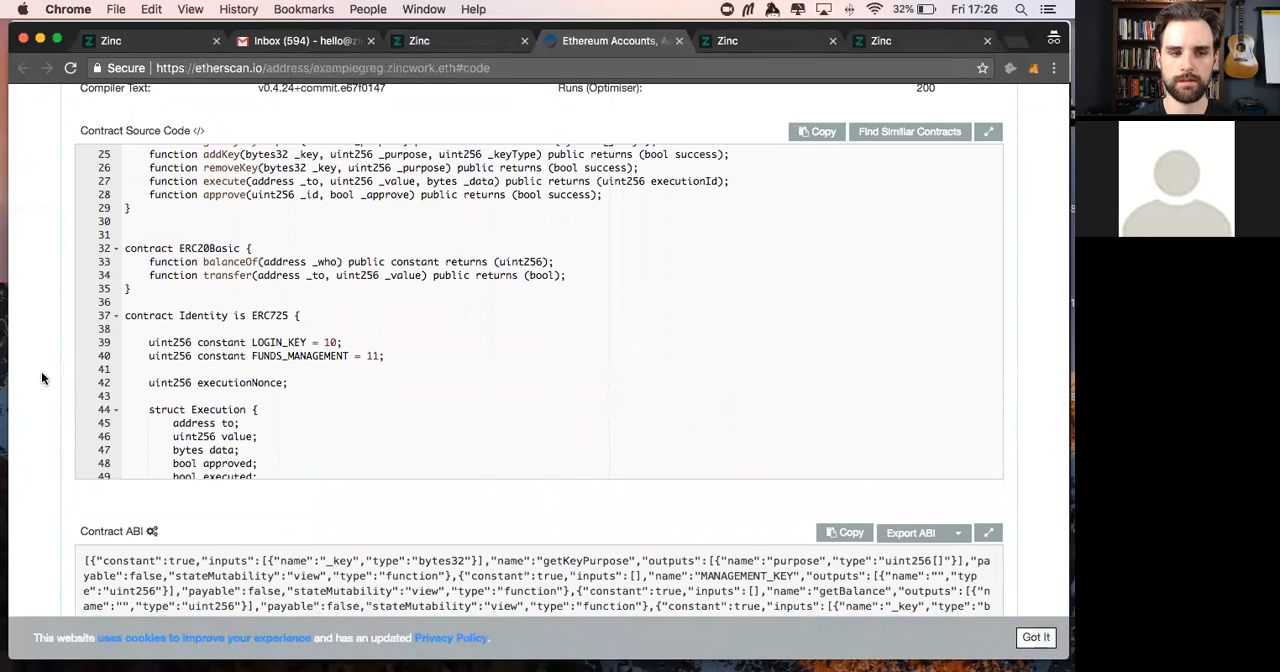 Chrome File Edit View History Bookmarks People Window Help 32% Fri 17:26
Zinc Inbox (594) - hello@zi Zinc Ethereum Accounts, A Zinc Zinc
Secure https://etherscan.io/address/examplegreg.zincwork.eth#code
Compiler Text: v0.4.24+commit.e67f0147 Runs (Optimiser): 200
Contract Source Code </> Copy Find Similiar Contracts
25 function addKey(bytes32 _key, uint256 _purpose, uint256 _keyType) public returns (bool success);
26 function removeKey(bytes32 _key, uint256 _purpose) public returns (bool success);
27 function execute(address _to, uint256 _value, bytes _data) public returns (uint256 executionId);
28 function approve(uint256 _id, bool _approve) public returns (bool success);
29 }
30
31
32 contract ERC20Basic {
33 function balanceOf(address _who) public constant returns (uint256);
34 function transfer(address _to, uint256 _value) public returns (bool);
35 }
36
37 contract Identity is ERC725 {
38
39 uint256 constant LOGIN_KEY = 10;
40 uint256 constant FUNDS_MANAGEMENT = 11;
41
42 uint256 executionNonce;
43
44 struct Execution {
45 address to;
46 uint256 value;
47 bytes data;
48 bool approved;
49 bool executed;
Contract ABI Copy Export ABI
[{"constant":true,"inputs":[{"name":"_key","type":"bytes32"}],"name":"getKeyPurpose","outputs":[{"name":"purpose","type":"uint256[]"}],"pa
yable":false,"stateMutability":"view","type":"function"},{"constant":true,"inputs":[],"name":"MANAGEMENT_KEY","outputs":[{"name":"","typ
e":"uint256"}],"payable":false,"stateMutability":"view","type":"function"},{"constant":true,"inputs":[],"name":"getBalance","outputs":[{"n
ame":"","type":"uint256"}],"payable":false,"stateMutability":"view","type":"function"},{"constant":true,"inputs":[{"name":"_key","type":"b
This website uses cookies to improve your experience and has an updated Privacy Policy. Got It